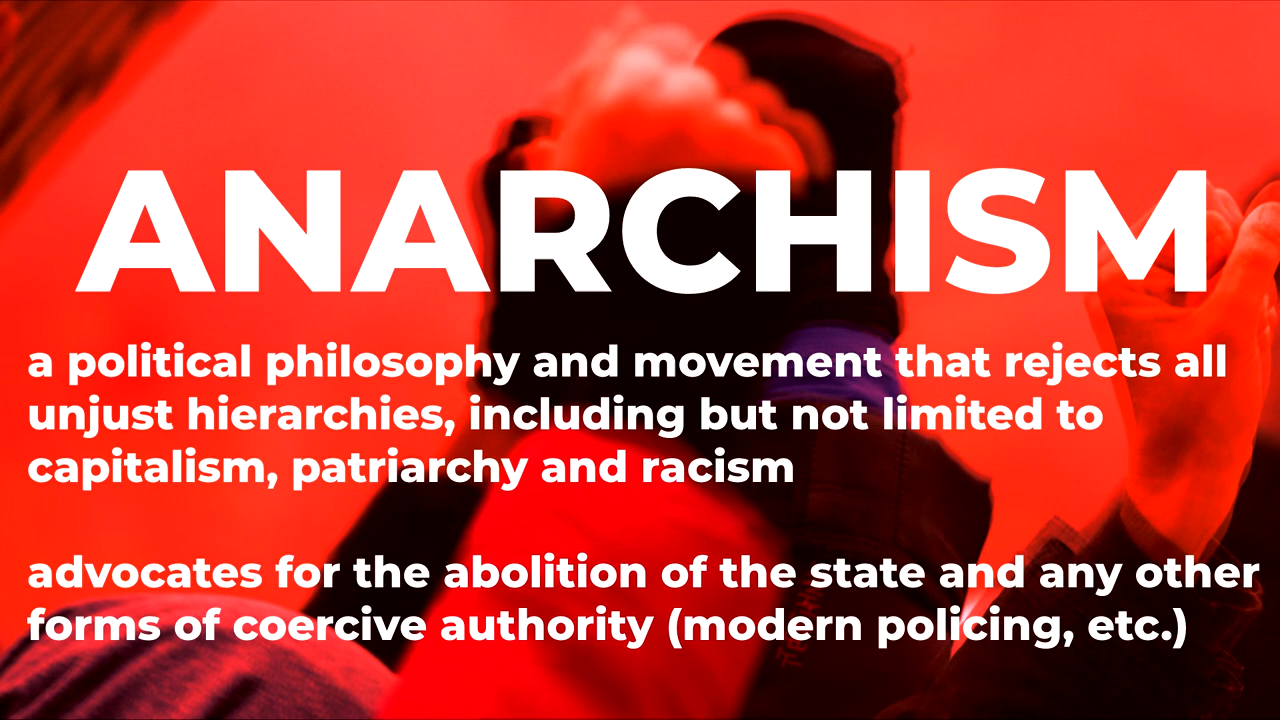 ANARCHISM
a political philosophy and movement that rejects all
unjust hierarchies, including but not limited to
capitalism, patriarchy and racism
advocates for the abolition of the state and any other
forms of coercive authority (modern policing, etc.)